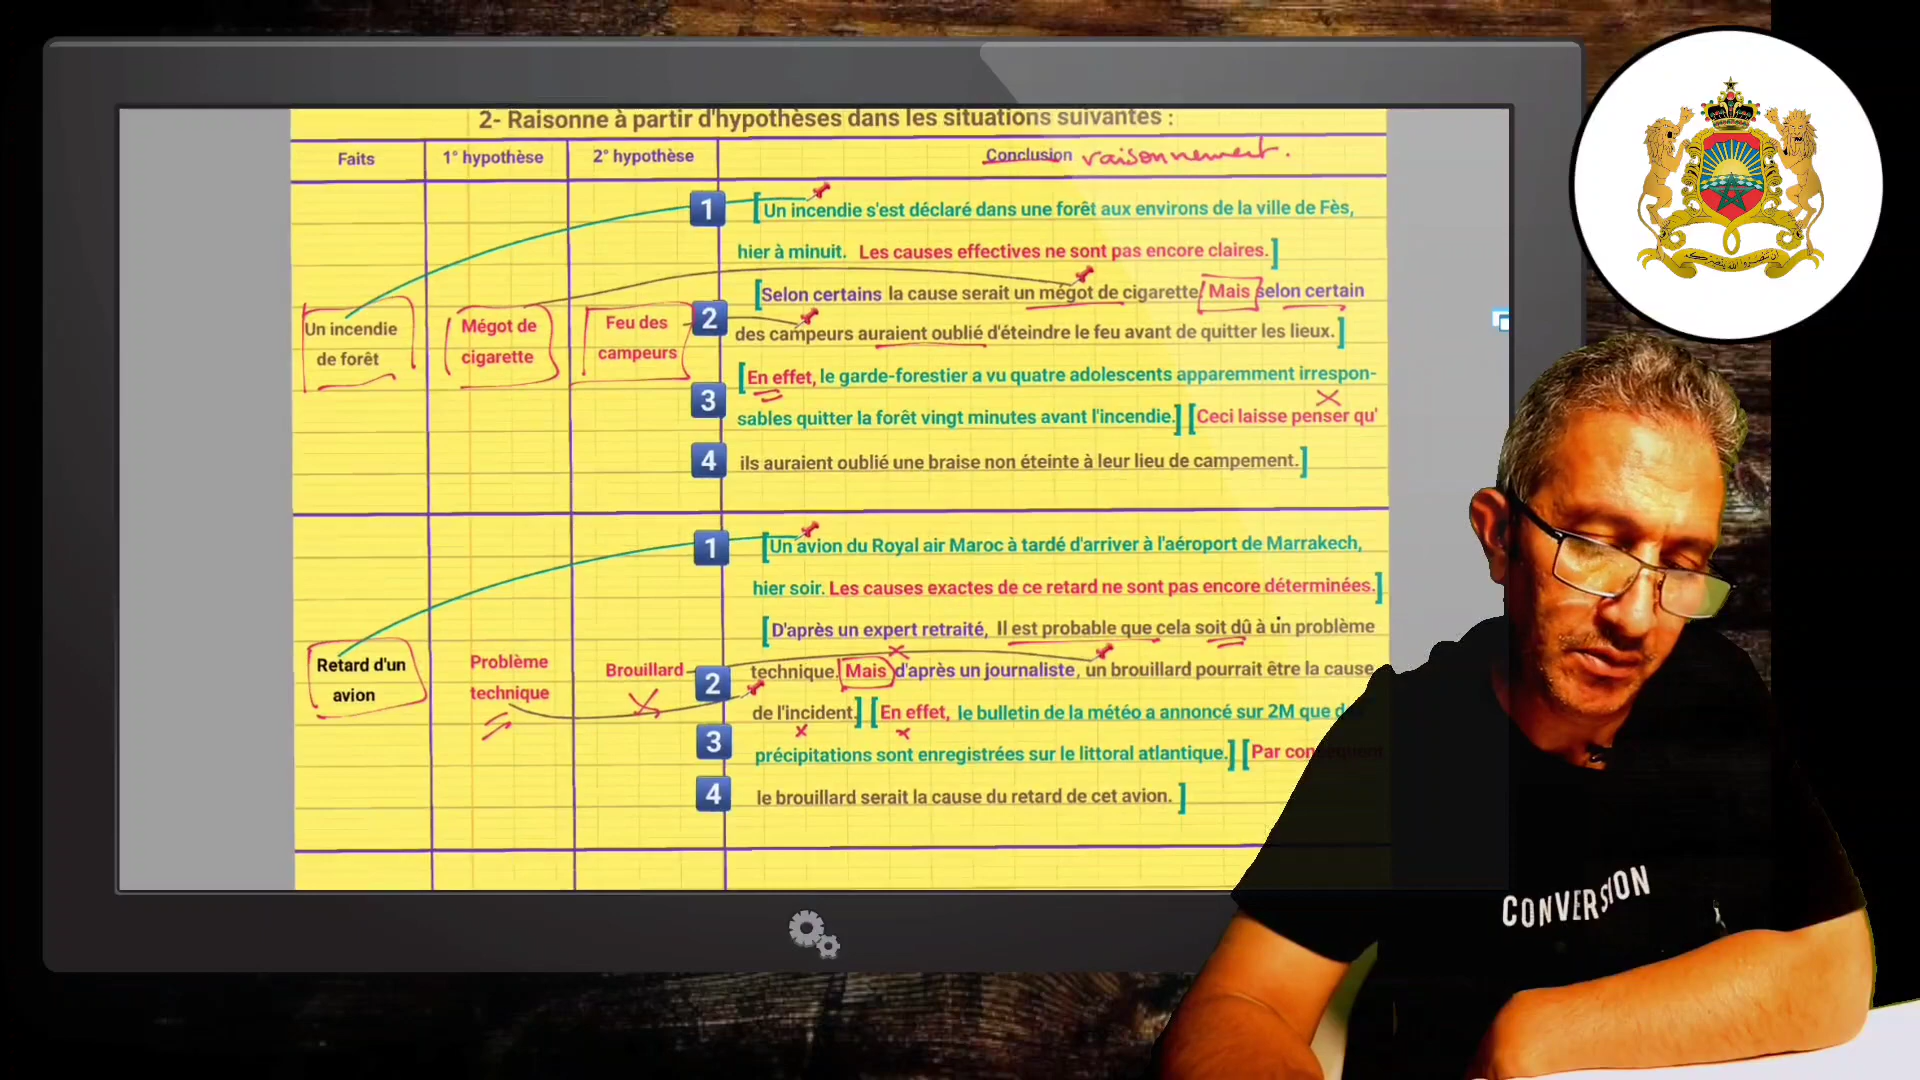 2- Raisonne à partir d'hypothèses dans les situations suivantes :
Faits
1° hypothèse
2° hypothèse
Conclusion raisonnement.
1
[Un incendie s'est déclaré dans une forêt aux environs de la ville de Fès,
hier à minuit. Les causes effectives ne sont pas encore claires.]
Un incendie
de forêt
Mégot de
cigarette
Feu des
campeurs
2
[Selon certains la cause serait un mégot de cigarette Mais selon certain
des campeurs auraient oublié d'éteindre le feu avant de quitter les lieux.]
3
[En effet, le garde-forestier a vu quatre adolescents apparemment irrespon-
sables quitter la forêt vingt minutes avant l'incendie.] [Ceci laisse penser qu'
4
ils auraient oublié une braise non éteinte à leur lieu de campement.]
1
[Un avion du Royal air Maroc à tardé d'arriver à l'aéroport de Marrakech,
hier soir. Les causes exactes de ce retard ne sont pas encore déterminées.]
Retard d'un
avion
Problème
technique
Brouillard
2
[D'après un expert retraité, Il est probable que cela soit dû à un problème
technique. Mais d'après un journaliste, un brouillard pourrait être la cause
de l'incident] [En effet, le bulletin de la météo a annoncé sur 2M que
3
précipitations sont enregistrées sur le littoral atlantique.] [Par conséquent
4
le brouillard serait la cause du retard de cet avion. ]
CONVERSION